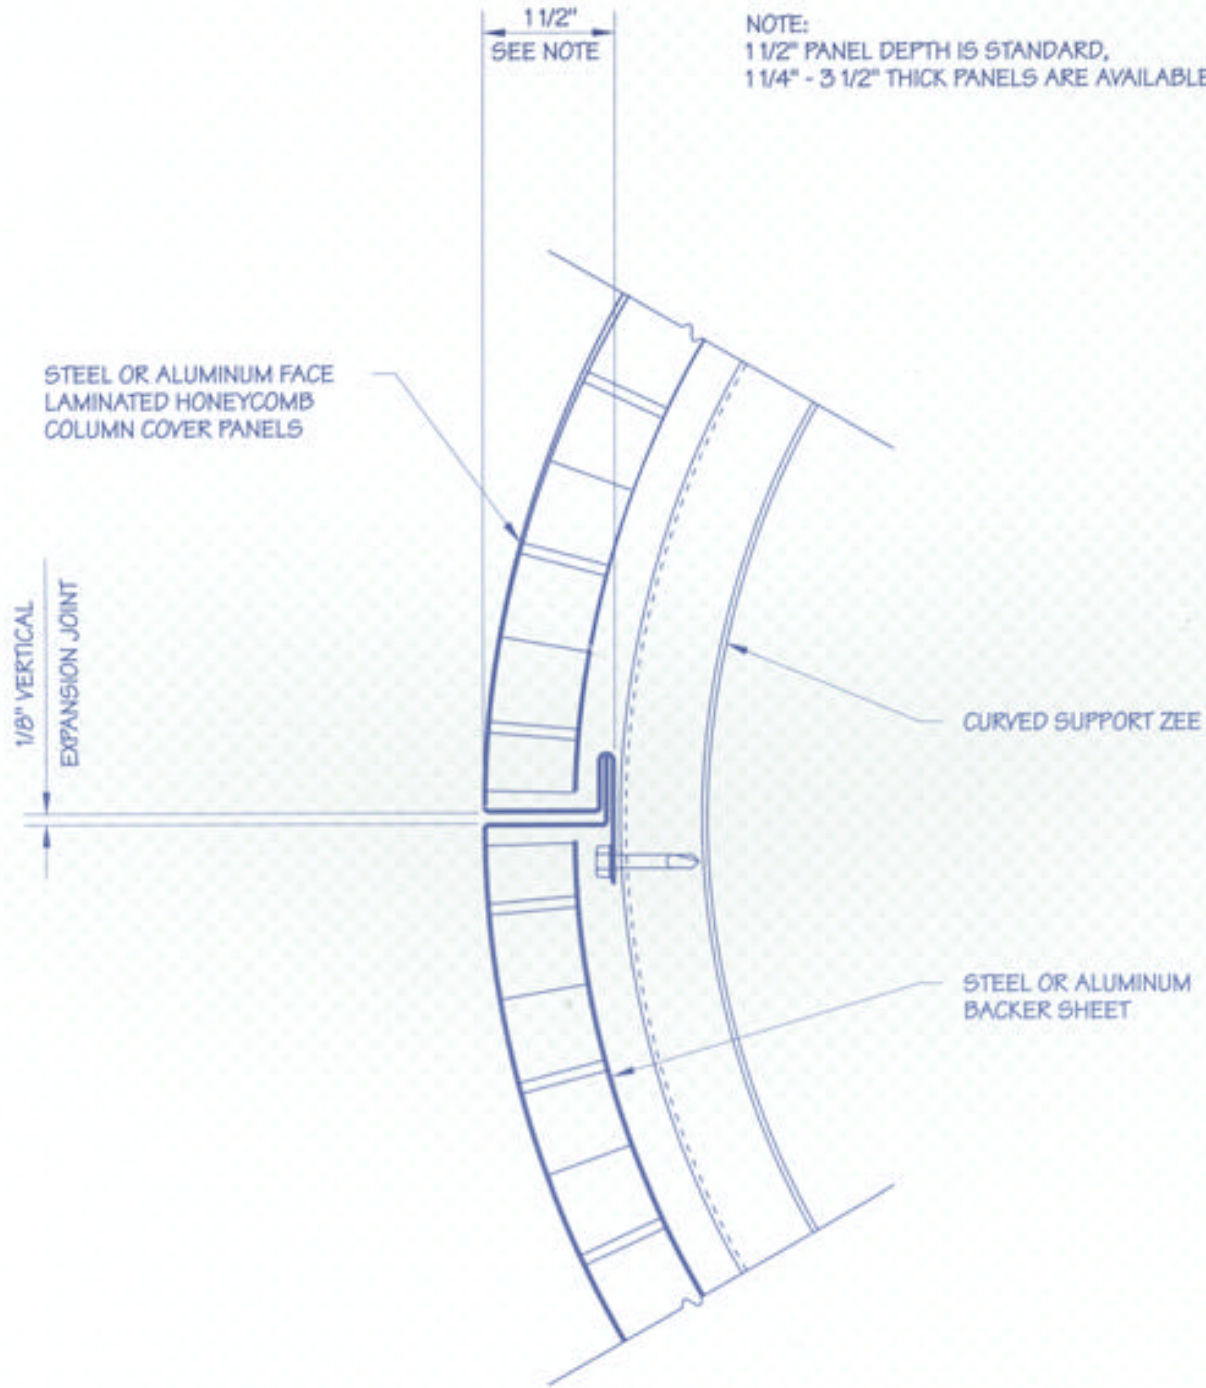 1 1/2"
SEE NOTE
NOTE:
1 1/2" PANEL DEPTH IS STANDARD,
1 1/4" - 3 1/2" THICK PANELS ARE AVAILABLE
STEEL OR ALUMINUM FACE
LAMINATED HONEYCOMB
COLUMN COVER PANELS
1/8" VERTICAL
EXPANSION JOINT
CURVED SUPPORT ZEE
STEEL OR ALUMINUM
BACKER SHEET